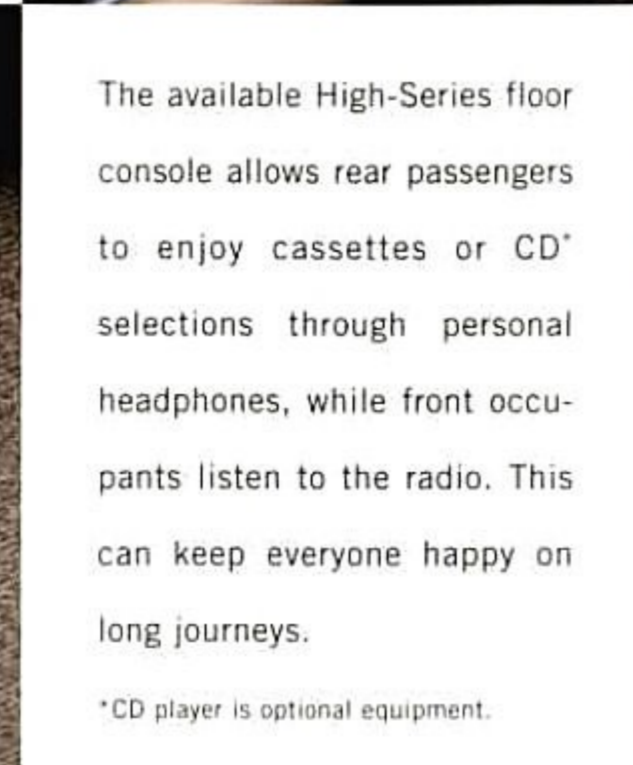 The available High-Series floor
console allows rear passengers
to enjoy cassettes or CD*
selections through personal
headphones, while front occu-
pants listen to the radio. This
can keep everyone happy on
long journeys.
*CD player is optional equipment.